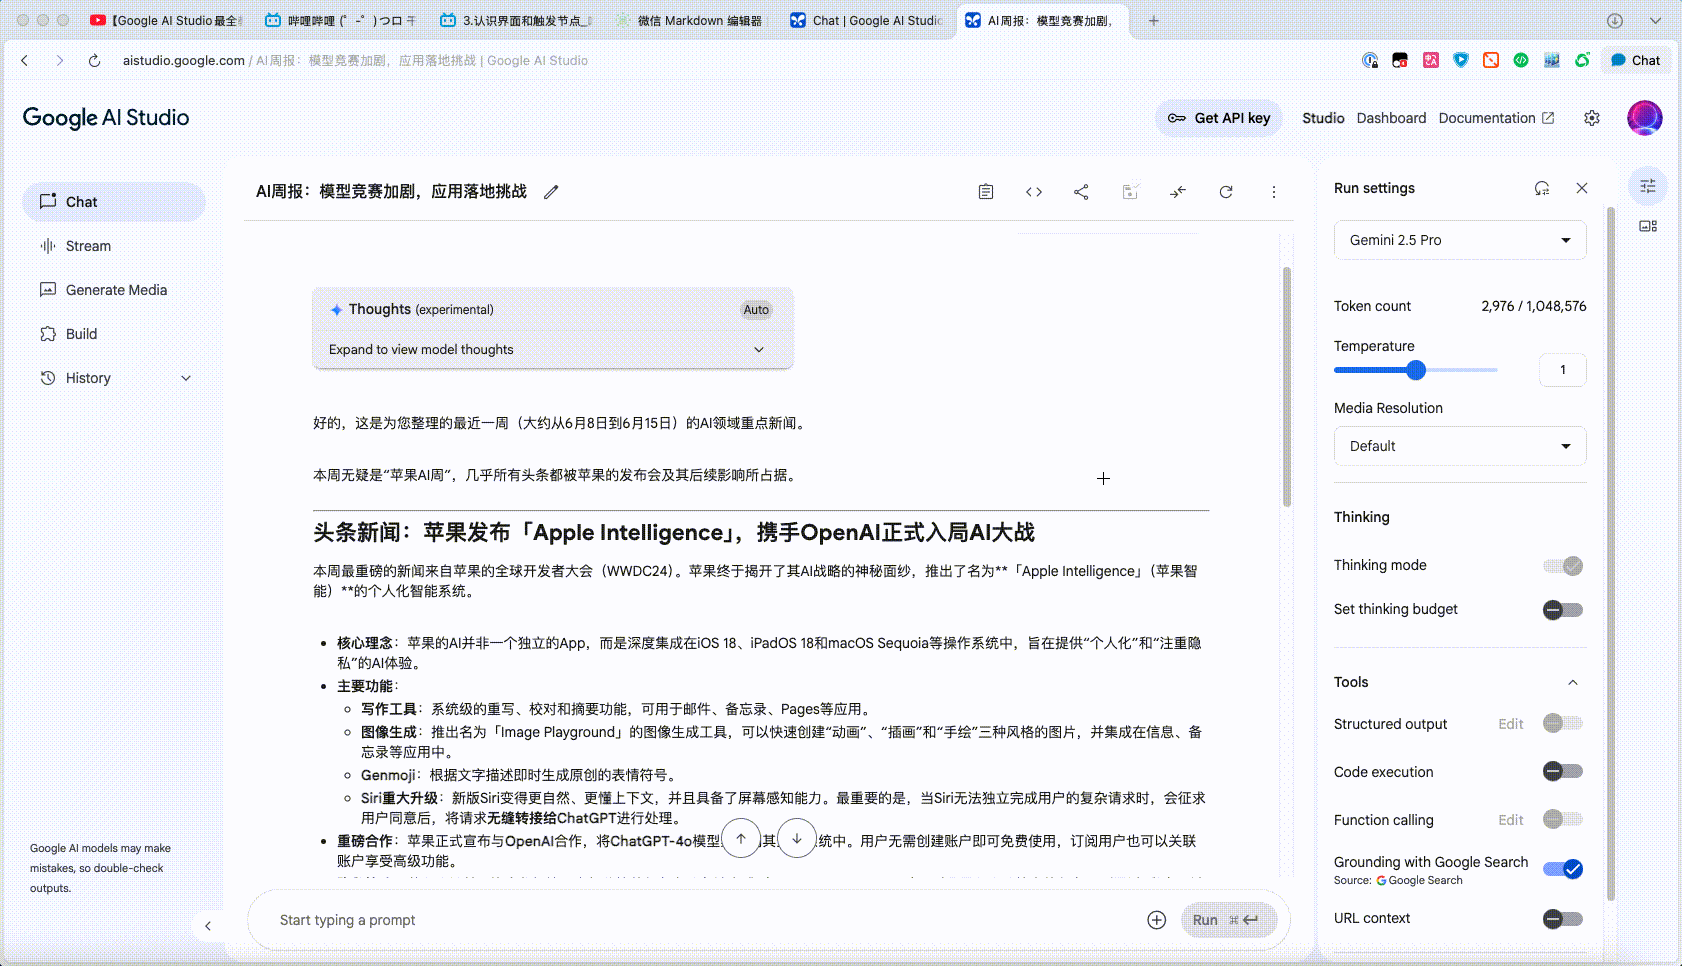 【Google AI Studio 最全
哔哩哔哩 (゜-゜)つロ 干
3.认识界面和触发节点_
微信 Markdown 编辑器
Chat | Google AI Studio
AI周报：模型竞赛加剧，
aistudio.google.com / AI周报：模型竞赛加剧，应用落地挑战 | Google AI Studio
Chat
Google AI Studio
Get API key
Studio
Dashboard
Documentation
Chat
Stream
Generate Media
Build
History
Google AI models may make
mistakes, so double-check
outputs.
AI周报：模型竞赛加剧，应用落地挑战
Thoughts (experimental)
Auto
Expand to view model thoughts
好的，这是为您整理的最近一周（大约从6月8日到6月15日）的AI领域重点新闻。
本周无疑是“苹果AI周”，几乎所有头条都被苹果的发布会及其后续影响所占据。
头条新闻：苹果发布「Apple Intelligence」，携手OpenAI正式入局AI大战
本周最重磅的新闻来自苹果的全球开发者大会（WWDC24）。苹果终于揭开了其AI战略的神秘面纱，推出了名为**「Apple Intelligence」（苹果智
能）**的个人化智能系统。
核心理念：苹果的AI并非一个独立的App，而是深度集成在iOS 18、iPadOS 18和macOS Sequoia等操作系统中，旨在提供“个人化”和“注重隐
私”的AI体验。
主要功能：
写作工具：系统级的重写、校对和摘要功能，可用于邮件、备忘录、Pages等应用。
图像生成：推出名为「Image Playground」的图像生成工具，可以快速创建“动画”、“插画”和“手绘”三种风格的图片，并集成在信息、备
忘录等应用中。
Genmoji：根据文字描述即时生成原创的表情符号。
Siri重大升级：新版Siri变得更自然、更懂上下文，并且具备了屏幕感知能力。最重要的是，当Siri无法独立完成用户的复杂请求时，会征求
用户同意后，将请求无缝转接给ChatGPT进行处理。
重磅合作：苹果正式宣布与OpenAI合作，将ChatGPT-4o模型 其 统中。用户无需创建账户即可免费使用，订阅用户也可以关联
账户享受高级功能。
Start typing a prompt
Run ⌘
Run settings
Gemini 2.5 Pro
Token count 2,976 / 1,048,576
Temperature
1
Media Resolution
Default
Thinking
Thinking mode
Set thinking budget
Tools
Structured output Edit
Code execution
Function calling Edit
Grounding with Google Search
Source: Google Search
URL context